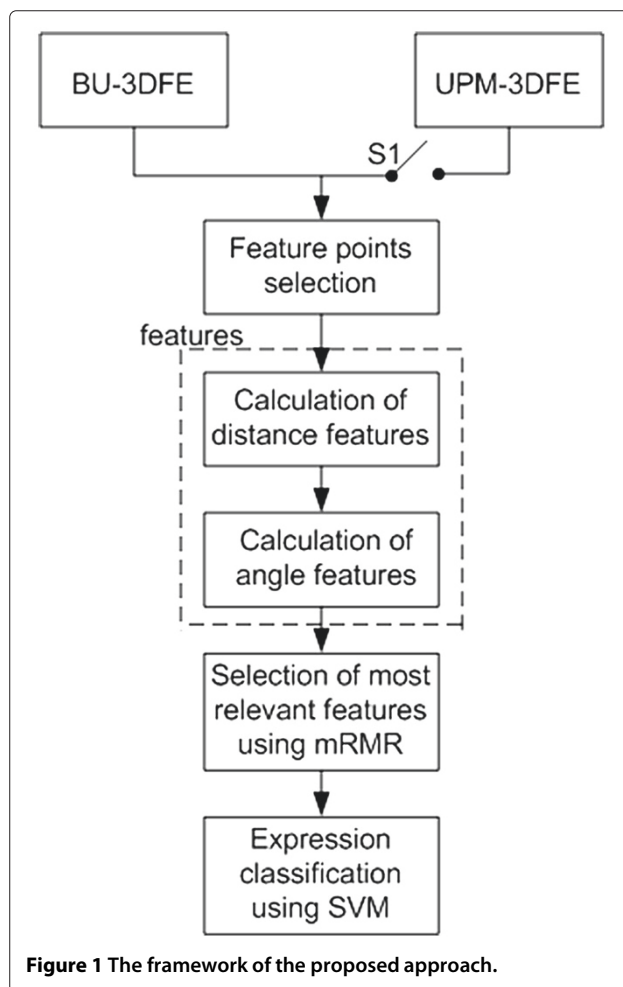 BU-3DFE
UPM-3DFE
S1
Feature points
selection
features
Calculation of
distance features
Calculation of
angle features
Selection of most
relevant features
using mRMR
Expression
classification
using SVM
Figure 1 The framework of the proposed approach.